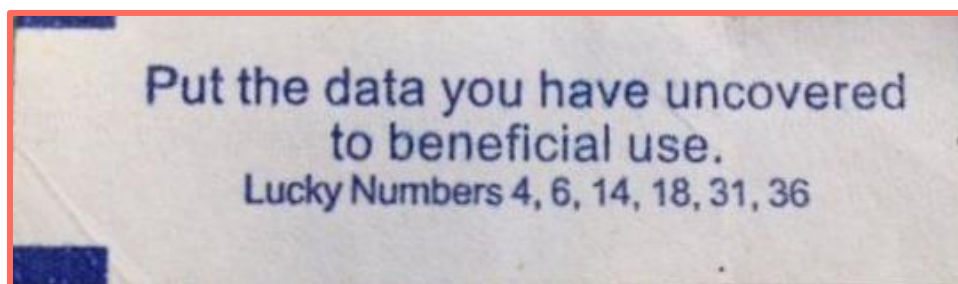 Put the data you have uncovered
to beneficial use.
Lucky Numbers 4, 6, 14, 18, 31, 36